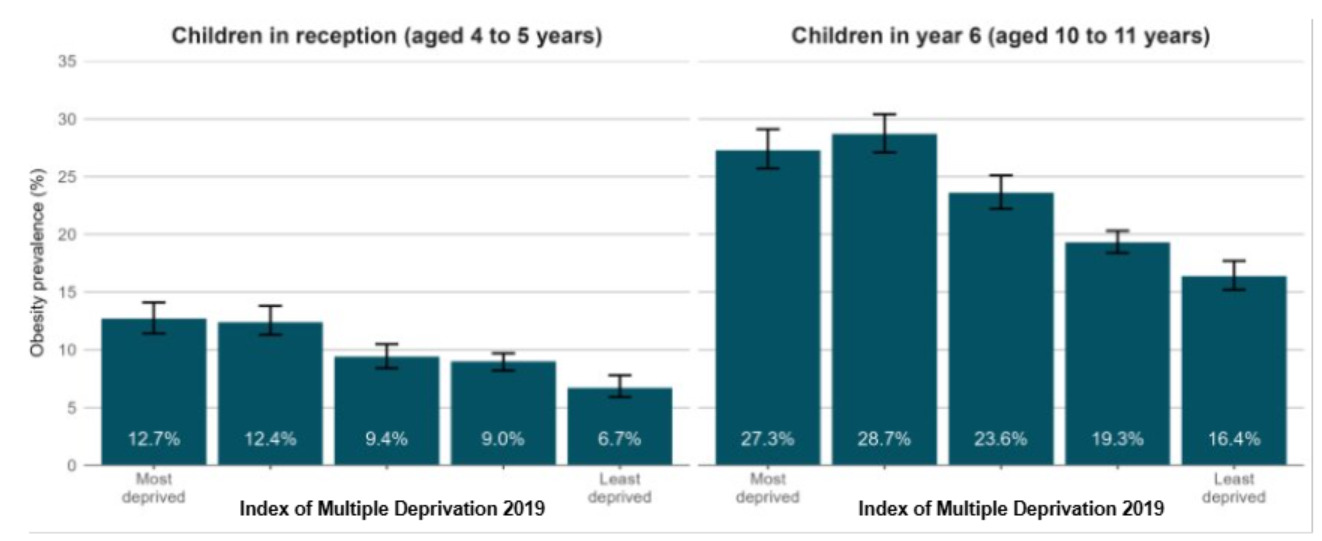 Children in reception (aged 4 to 5 years)
Children in year 6 (aged 10 to 11 years)
Obesity prevalence (%)
35
30
25
20
15
10
5
0
12.7%
12.4%
9.4%
9.0%
6.7%
27.3%
28.7%
23.6%
19.3%
16.4%
Most
deprived
Index of Multiple Deprivation 2019
Least
deprived
Most
deprived
Index of Multiple Deprivation 2019
Least
deprived